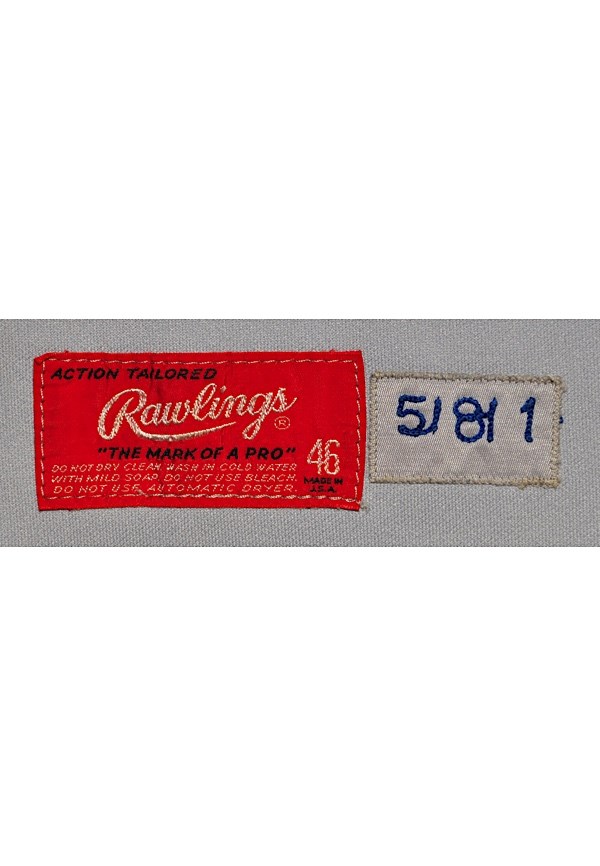 ACTION TAILORED
Rawlings ®
"THE MARK OF A PRO"
46
DO NOT DRY CLEAN. WASH IN COLD WATER
WITH MILD SOAP. DO NOT USE BLEACH.
DO NOT USE AUTOMATIC DRYER.
MADE IN
U.S.A.
5/8/1